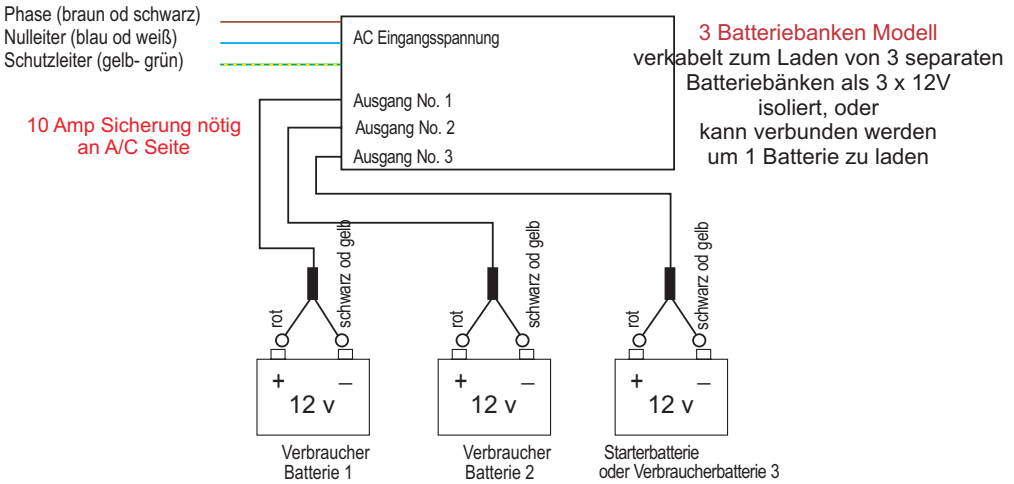 Phase (braun od schwarz)
Nulleiter (blau od weiß)
Schutzleiter (gelb- grün)
AC Eingangsspannung
3 Batteriebanken Modell
verkabelt zum Laden von 3 separaten
Batteriebänken als 3 x 12V
isoliert, oder
kann verbunden werden
um 1 Batterie zu laden
10 Amp Sicherung nötig
an A/C Seite
Ausgang No. 1
Ausgang No. 2
Ausgang No. 3
rot
schwarz od gelb
rot
schwarz od gelb
rot
schwarz od gelb
+ –
12 v
+ –
12 v
+ –
12 v
Verbraucher
Batterie 1
Verbraucher
Batterie 2
Starterbatterie
oder Verbraucherbatterie 3